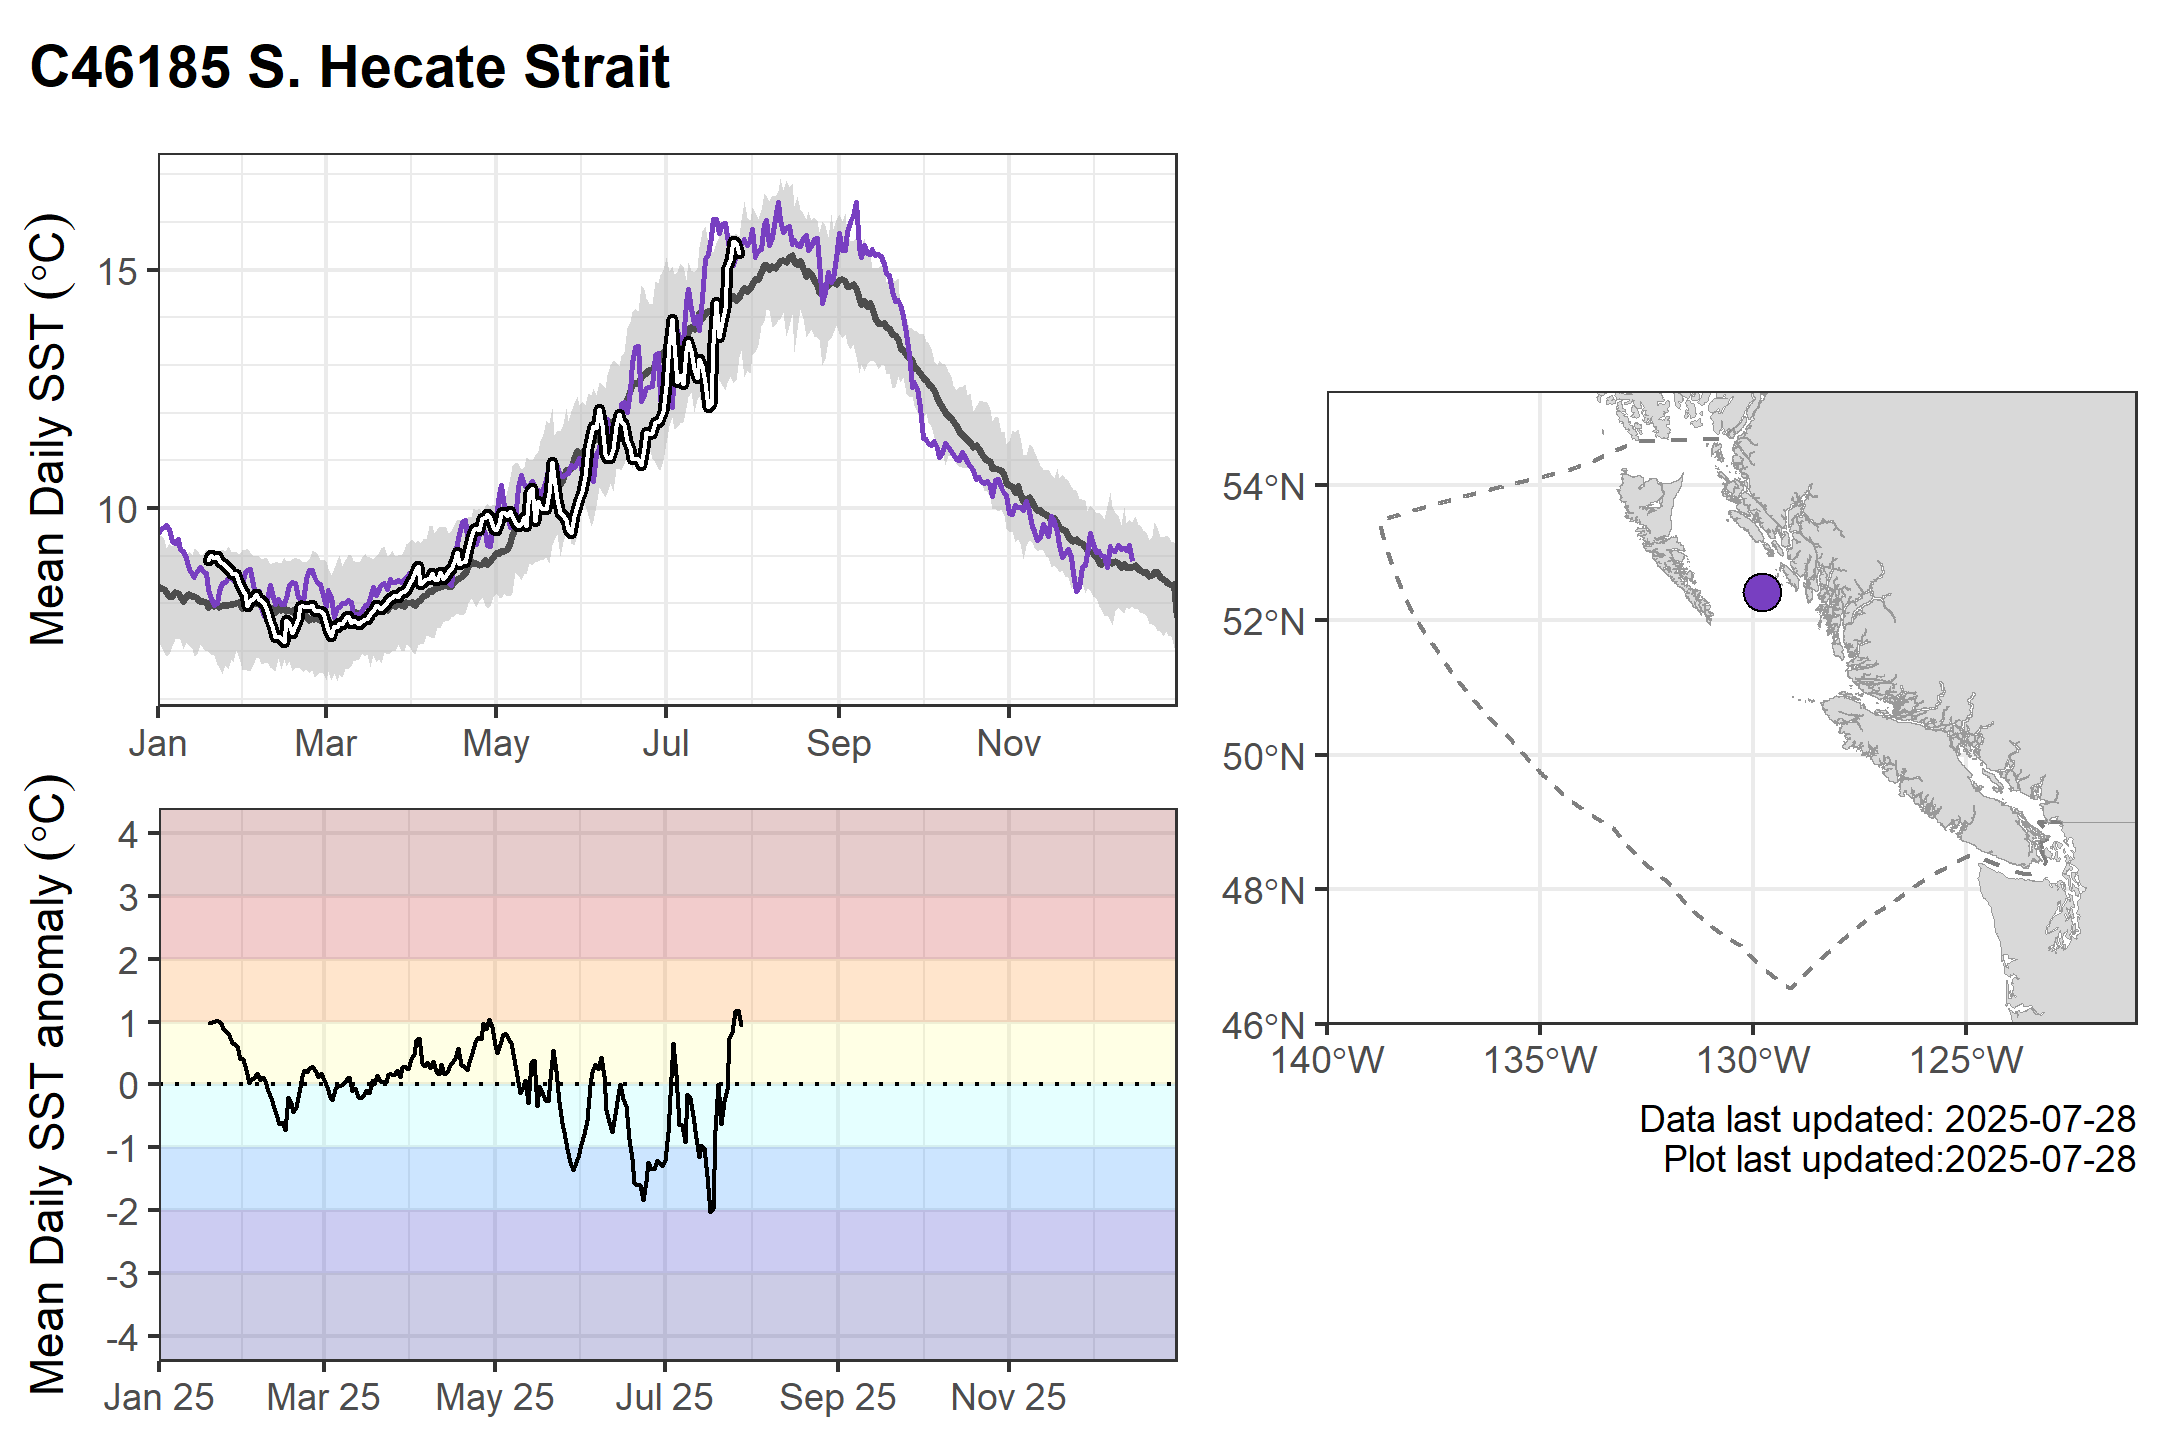 C46185 S. Hecate Strait
Mean Daily SST (°C)
15
10
Jan Mar May Jul Sep Nov
Mean Daily SST anomaly (°C)
4
3
2
1
0
-1
-2
-3
-4
Jan 25 Mar 25 May 25 Jul 25 Sep 25 Nov 25
54°N
52°N
50°N
48°N
46°N
140°W 135°W 130°W 125°W
Data last updated: 2025-07-28
Plot last updated:2025-07-28